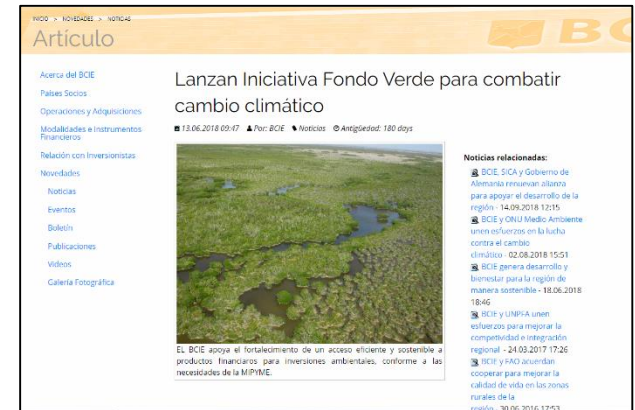 INICIO > NOVEDADES > NOTICIAS
Artículo
BC
Acerca del BCIE
Países Socios
Operaciones y Adquisiciones
Modalidades e Instrumentos
Financieros
Relación con Inversionistas
Novedades
Noticias
Eventos
Boletín
Publicaciones
Videos
Galería Fotográfica
Lanzan Iniciativa Fondo Verde para combatir
cambio climático
13.06.2018 09:47 Por: BCIE Noticias Antigüedad: 180 days
EL BCIE apoya el fortalecimiento de un acceso eficiente y sostenible a
productos financiaros para inversiones ambientales, conforme a las
necesidades de la MIPYME.
Noticias relacionadas:
BCIE, SICA y Gobierno de
Alemania renuevan alianza
para apoyar el desarrollo de la
región - 14.09.2018 12:15
BCIE y ONU Medio Ambiente
unen esfuerzos en la lucha
contra el cambio
climático - 02.08.2018 15:51
BCIE genera desarrollo y
bienestar para la región de
manera sostenible - 18.06.2018
18:46
BCIE y UNPFA unen
esfuerzos para mejorar la
competividad e integración
regional - 24.03.2017 17:26
BCIE y FAO acuerdan
cooperar para mejorar la
calidad de vida en las zonas
rurales de la
región - 30.06.2016 17:53